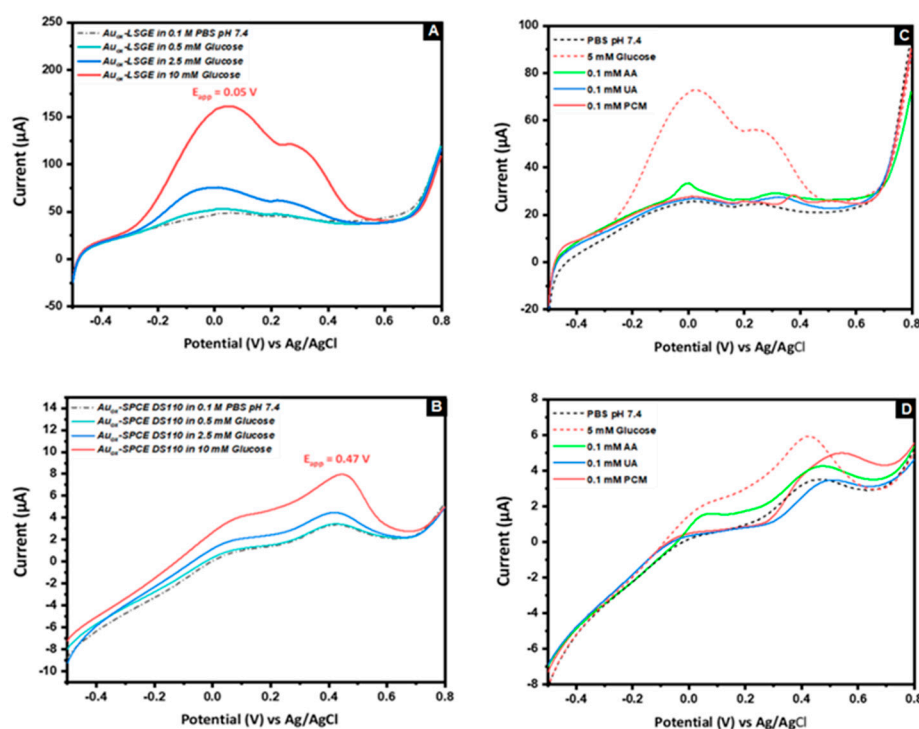 A
Au_ox-LSGE in 0.1 M PBS pH 7.4
Au_ox-LSGE in 0.5 mM Glucose
Au_ox-LSGE in 2.5 mM Glucose
Au_ox-LSGE in 10 mM Glucose
E_app = 0.05 V
Current (µA)
250
200
150
100
50
0
-50
-0.4
-0.2
0.0
0.2
0.4
0.6
0.8
Potential (V) vs Ag/AgCl
C
PBS pH 7.4
5 mM Glucose
0.1 mM AA
0.1 mM UA
0.1 mM PCM
Current (µA)
100
80
60
40
20
0
-20
-0.4
-0.2
0.0
0.2
0.4
0.6
0.8
Potential (V) vs Ag/AgCl
B
Au_ox-SPCE DS110 in 0.1 M PBS pH 7.4
Au_ox-SPCE DS110 in 0.5 mM Glucose
Au_ox-SPCE DS110 in 2.5 mM Glucose
Au_ox-SPCE DS110 in 10 mM Glucose
E_app = 0.47 V
Current (µA)
14
12
10
8
6
4
2
0
-2
-4
-6
-8
-10
-0.4
-0.2
0.0
0.2
0.4
0.6
0.8
Potential (V) vs Ag/AgCl
D
PBS pH 7.4
5 mM Glucose
0.1 mM AA
0.1 mM UA
0.1 mM PCM
Current (µA)
8
6
4
2
0
-2
-4
-6
-8
-0.4
-0.2
0.0
0.2
0.4
0.6
0.8
Potential (V) vs Ag/AgCl